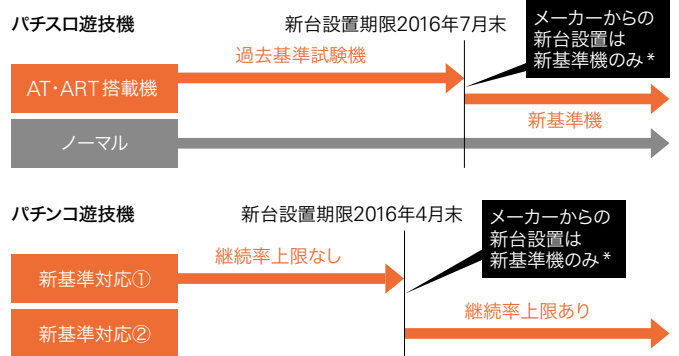 パチスロ遊技機
新台設置期限2016年7月末
メーカーからの
新台設置は
新基準機のみ*
過去基準試験機
AT・ART搭載機
新基準機
ノーマル
パチンコ遊技機
新台設置期限2016年4月末
メーカーからの
新台設置は
新基準機のみ*
継続率上限なし
新基準対応①
継続率上限あり
新基準対応②